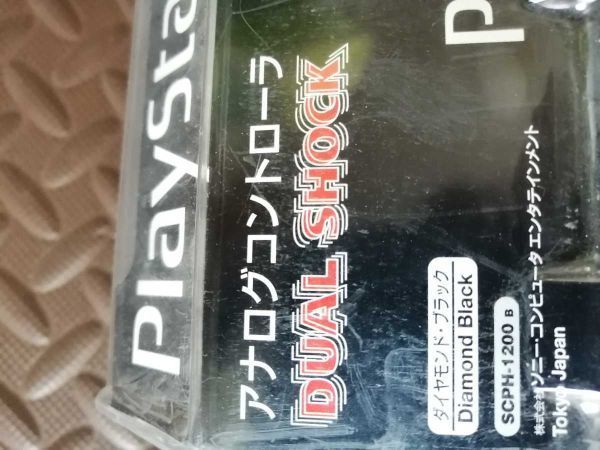 PlaySta
P
アナログコントローラ
DUAL SHOCK
ダイヤモンド・ブラック
Diamond Black
SCPH-1200 B
株式会社ソニー・コンピュータエンタテインメント
Tokyo Japan